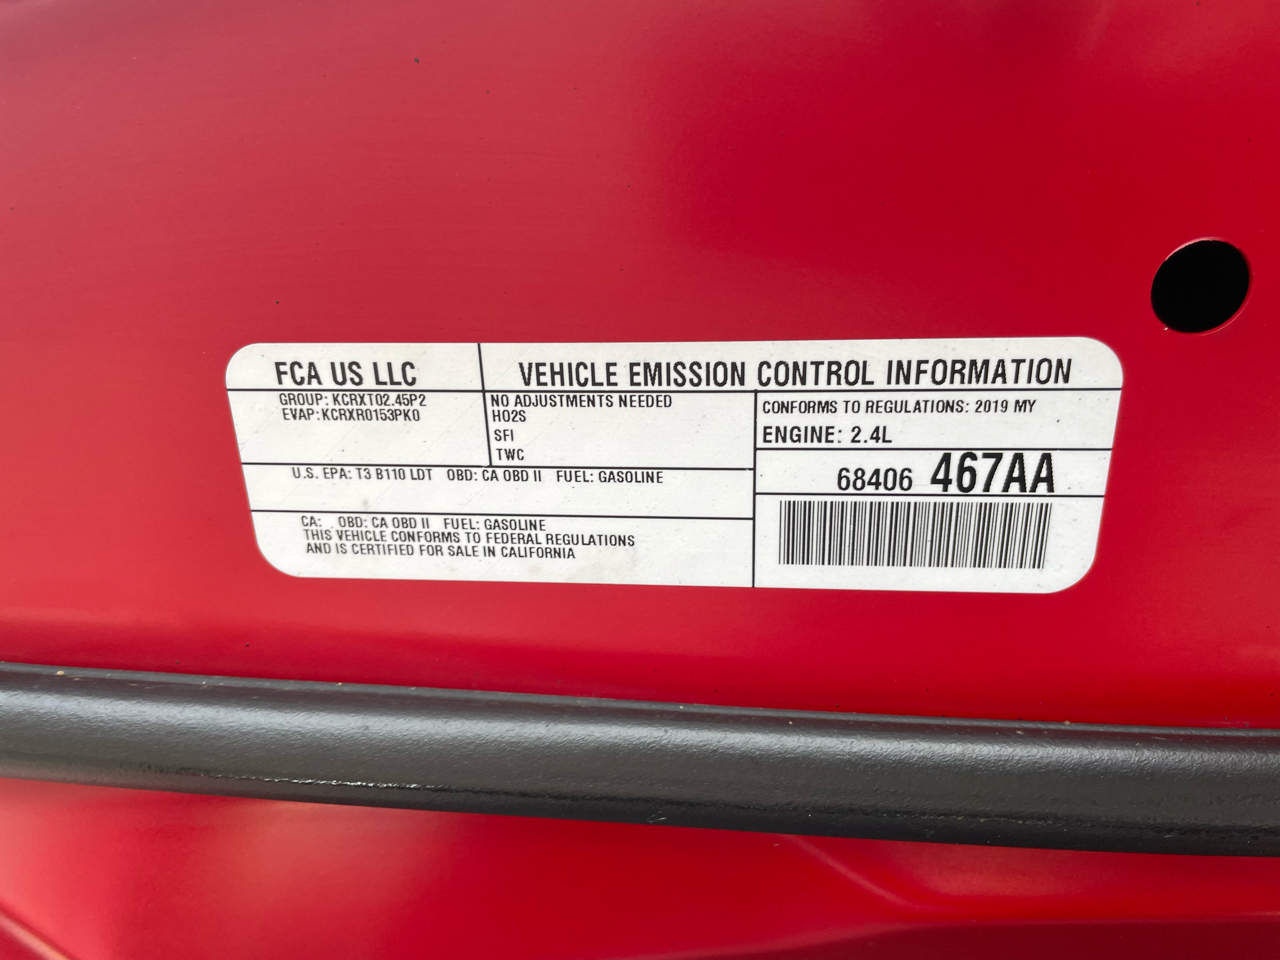 FCA US LLC
VEHICLE EMISSION CONTROL INFORMATION
GROUP: KCRXT02.45P2
EVAP: KCRXR0153PK0
NO ADJUSTMENTS NEEDED
HO2S
SFI
TWC
CONFORMS TO REGULATIONS: 2019 MY
ENGINE: 2.4L
U.S. EPA: T3 B110 LDT OBD: CA OBD II FUEL: GASOLINE
68406 467AA
CA: OBD: CA OBD II FUEL: GASOLINE
THIS VEHICLE CONFORMS TO FEDERAL REGULATIONS
AND IS CERTIFIED FOR SALE IN CALIFORNIA